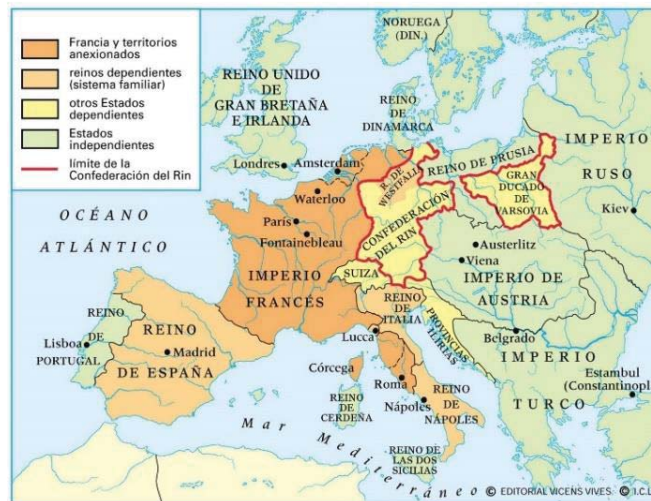 Francia y territorios
anexionados
reinos dependientes
(sistema familiar)
otros Estados
dependientes
Estados
independientes
límite de la
Confederación del Rin
NORUEGA
(DIN.)
REINO UNIDO
DE
GRAN BRETAÑA
E IRLANDA
REINO
DE
DINAMARCA
Londres
Amsterdam
R. DE
WESTFALIA
REINO DE PRUSIA
IMPERIO
RUSO
GRAN
DUCADO
DE
VARSOVIA
Kiev
OCÉANO
ATLÁNTICO
Waterloo
París
Fontainebleau
CONFEDERACIÓN
DEL RIN
Austerlitz
Viena
IMPERIO DE
AUSTRIA
IMPERIO
FRANCÉS
SUIZA
REINO
DE
ITALIA
PROVINCIAS
ILIRIAS
Belgrado
IMPERIO
TURCO
Estambul
(Constantinopl
REINO
DE
PORTUGAL
Lisboa
REINO
DE ESPAÑA
Madrid
Lucca
Córcega
Roma
Nápoles
REINO
DE
NÁPOLES
REINO
DE
CERDEÑA
REINO DE
LAS DOS
SICILIAS
Mar Mediterráneo
© EDITORIAL VICENS VIVES © I.C.L